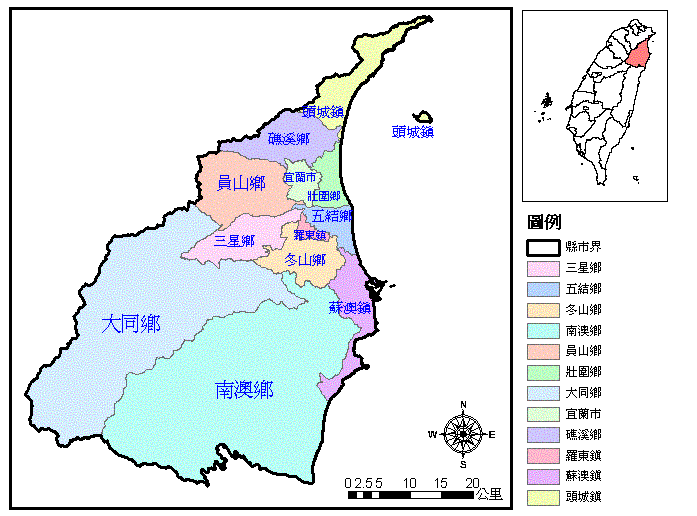 頭城鎮
頭城鎮
礁溪鄉
宜蘭市
員山鄉
壯圍鄉
五結鄉
羅東鎮
三星鄉
冬山鄉
蘇澳鎮
大同鄉
南澳鄉
N
W E
S
0 2.5 5 10 15 20
公里
圖例
縣市界
三星鄉
五結鄉
冬山鄉
南澳鄉
員山鄉
壯圍鄉
大同鄉
宜蘭市
礁溪鄉
羅東鎮
蘇澳鎮
頭城鎮